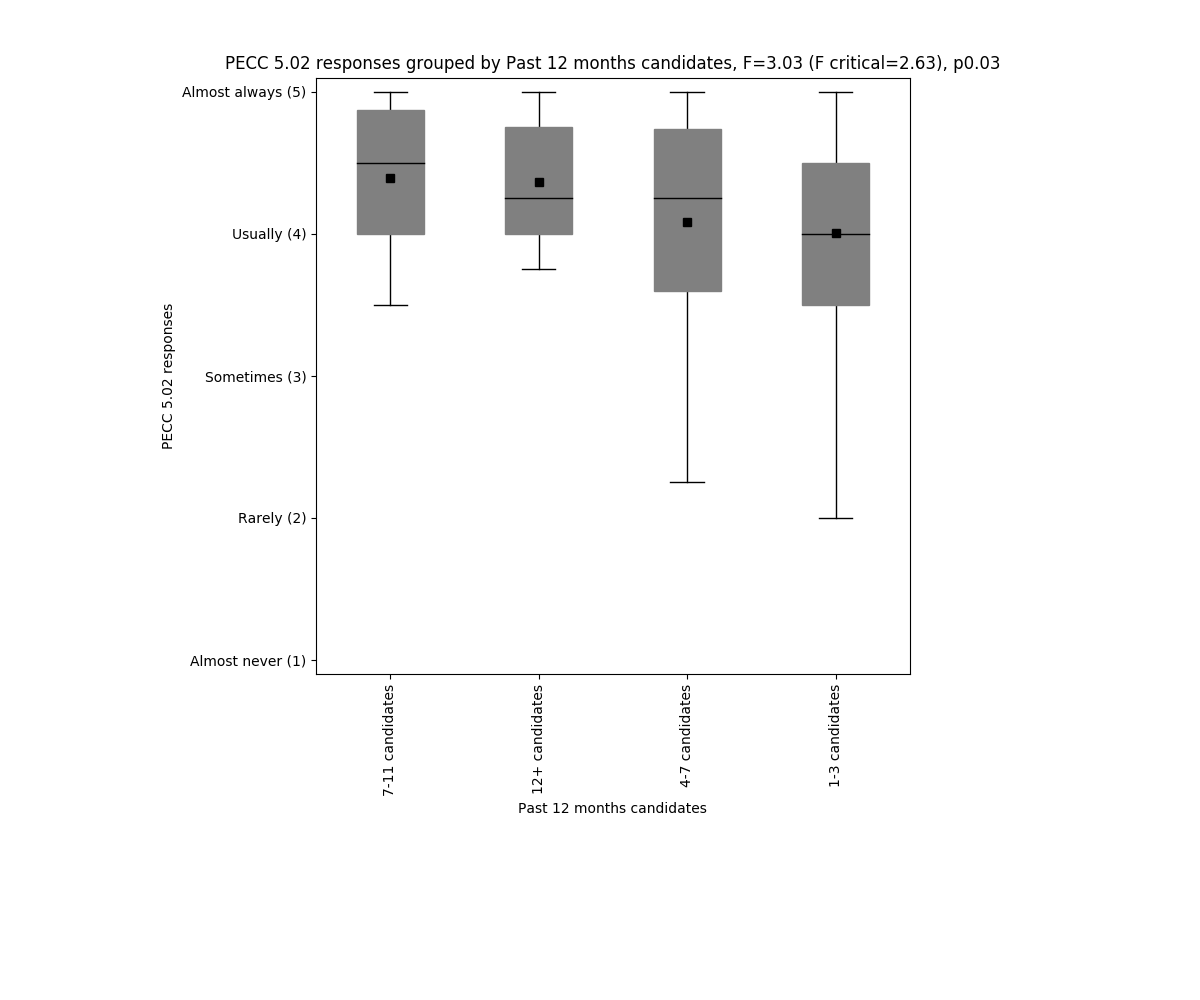 PECC 5.02 responses grouped by Past 12 months candidates, F=3.03 (F critical=2.63), p0.03
Almost always (5)
Usually (4)
Sometimes (3)
Rarely (2)
Almost never (1)
PECC 5.02 responses
7-11 candidates
12+ candidates
4-7 candidates
1-3 candidates
Past 12 months candidates